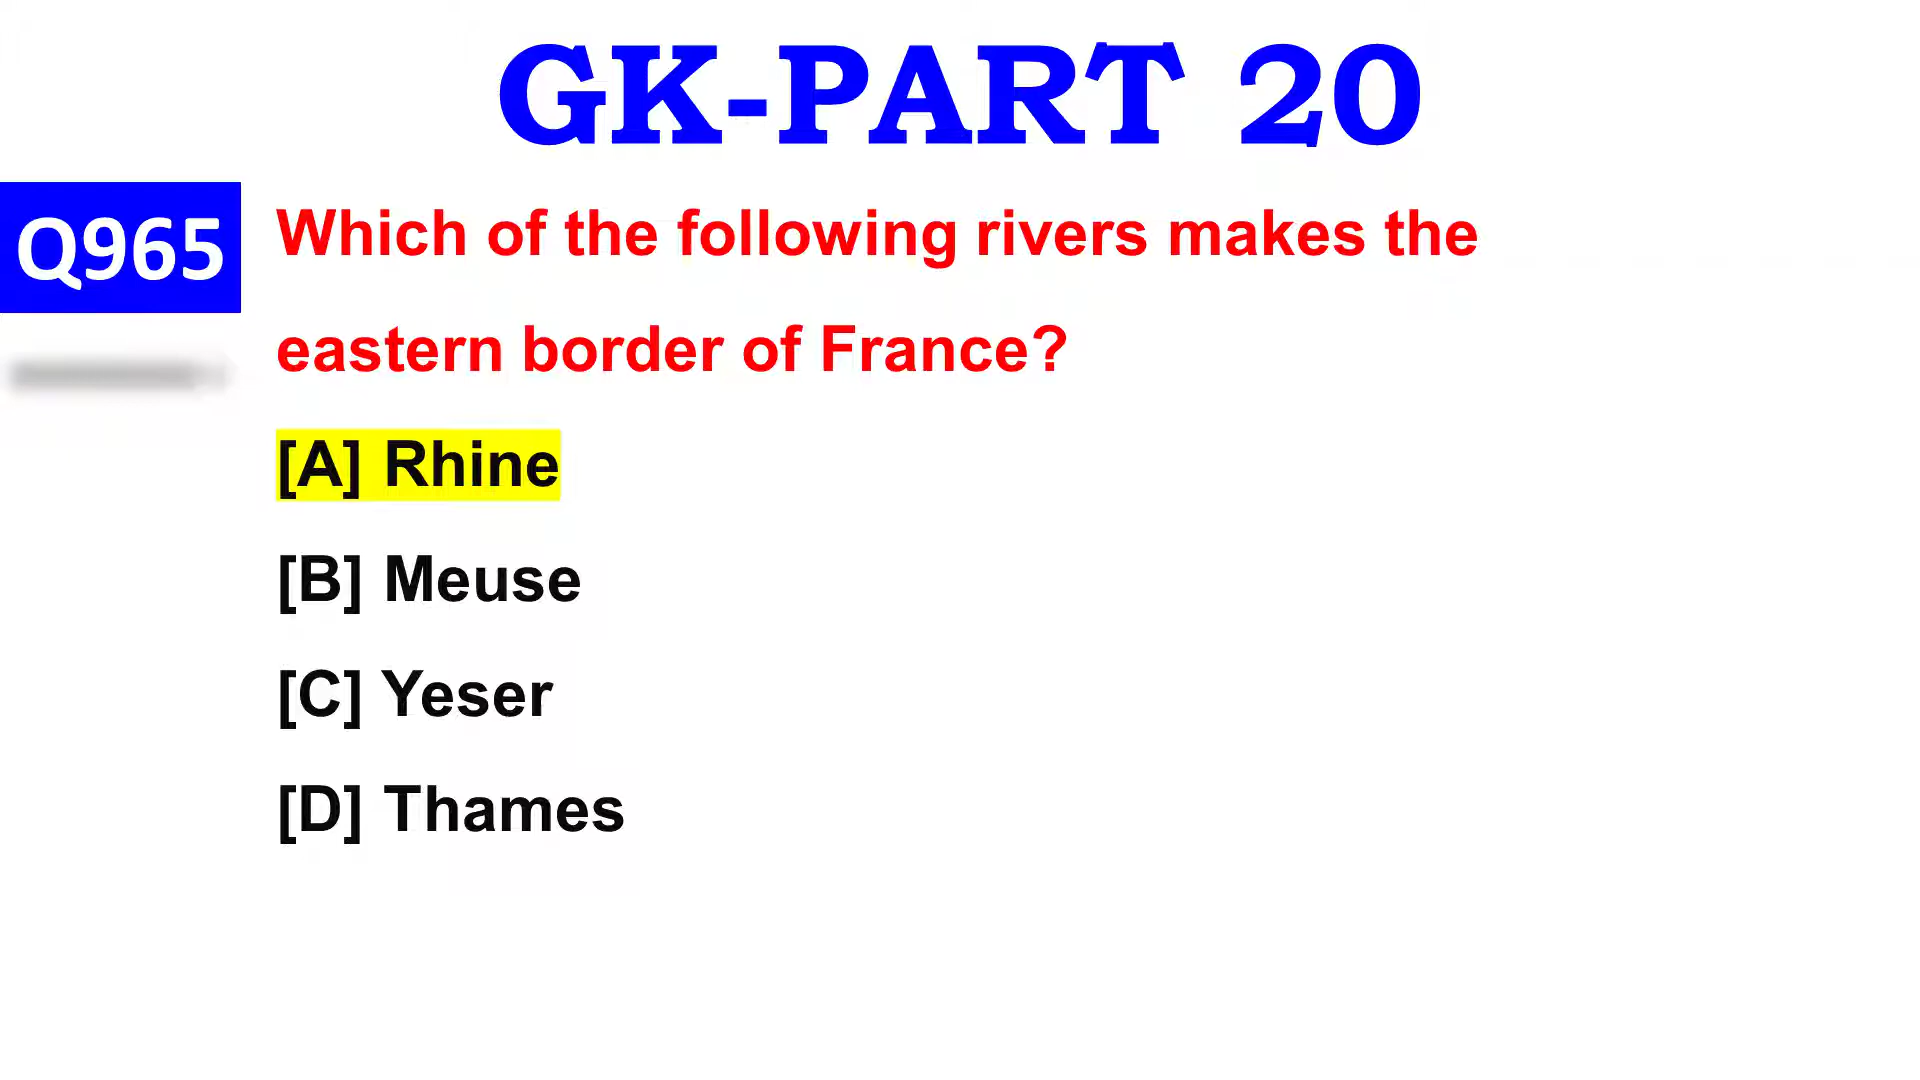 GK-PART 20
Q965
Which of the following rivers makes the
eastern border of France?
[A] Rhine
[B] Meuse
[C] Yeser
[D] Thames